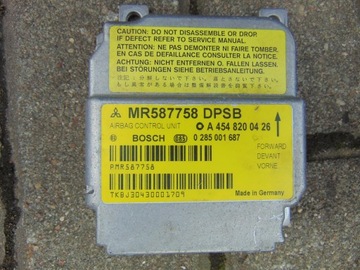 CAUTION: DO NOT DISASSEMBLE OR DROP.
IF DEFECT REFER TO SERVICE MANUAL.
ATTENTION: NE PAS DEMONTER NI FAIRE TOMBER.
EN CAS DE DEFAILLANCE CONSULTER LA NOTICE.
ACHTUNG: NICHT ENTFERNEN O. FALLEN LASSEN.
BEI STÖRUNGEN SIEHE BETRIEBSANLEITUNG.
MR587758 DPSB
AIRBAG CONTROL UNIT
A 454 820 04 26
BOSCH
0 285 001 687
FORWARD
PMR587758
DEVANT
VORNE
TKBJ30430001709
Made in Germany